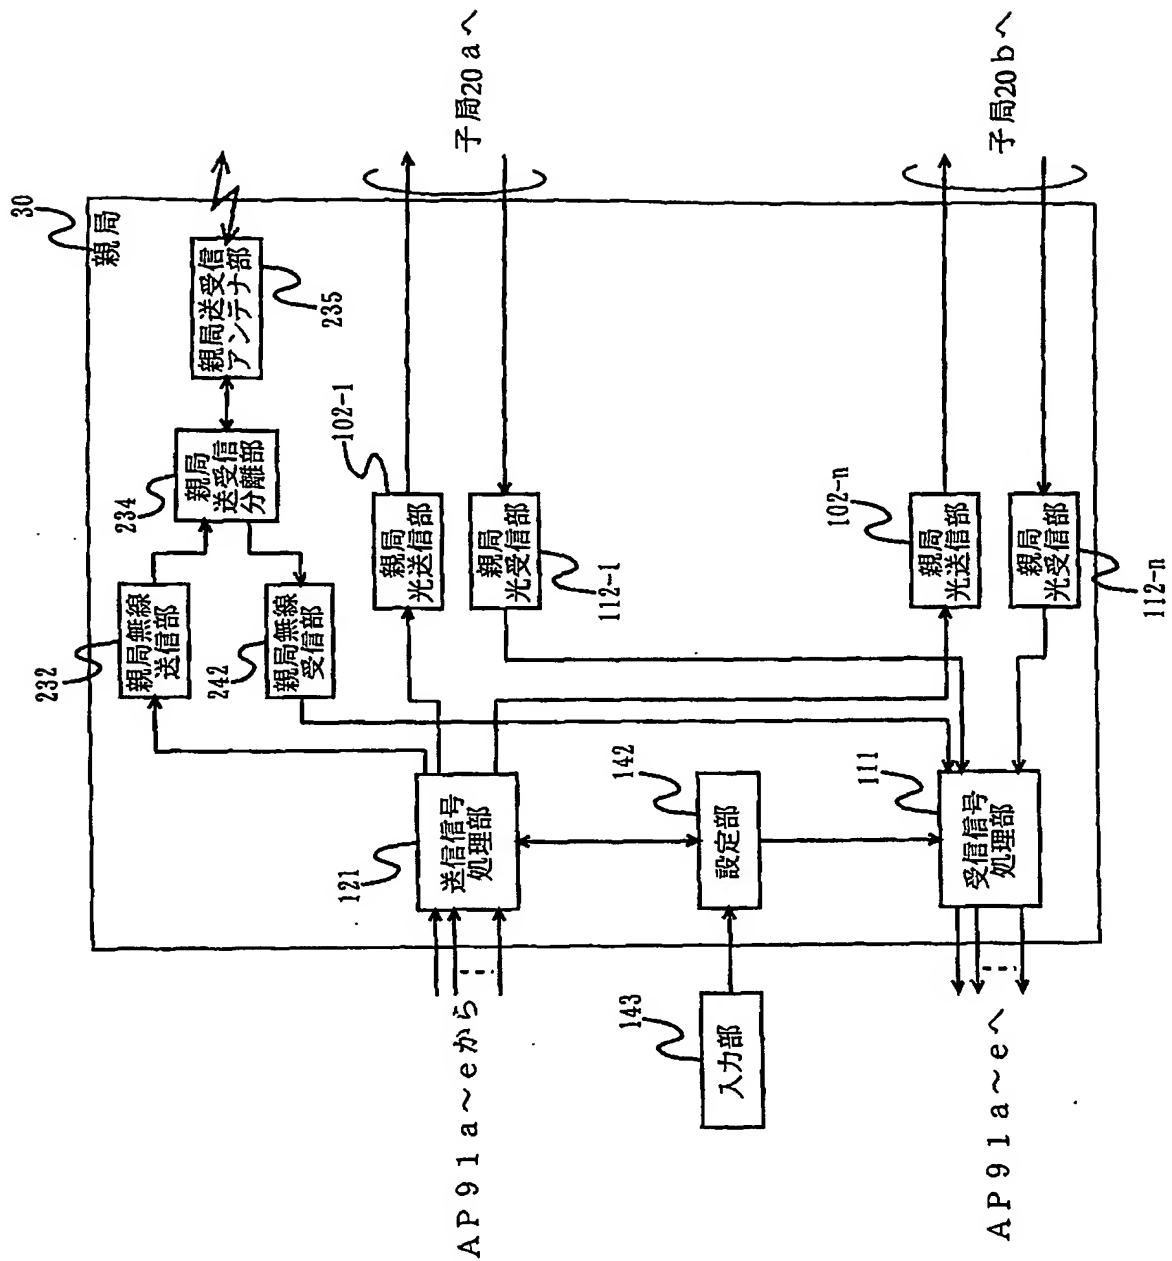 30
親局
AP91a～eから
121
送信信号
処理部
232
親局無線
送信部
242
親局無線
受信部
234
親局
送受信
分離部
235
親局送受信
アンテナ部
102-1
親局
光送信部
親局
光受信部
112-1
子局20aへ
143
入力部
142
設定部
AP91a～eへ
111
受信信号
処理部
102-n
親局
光送信部
親局
光受信部
112-n
子局20bへ